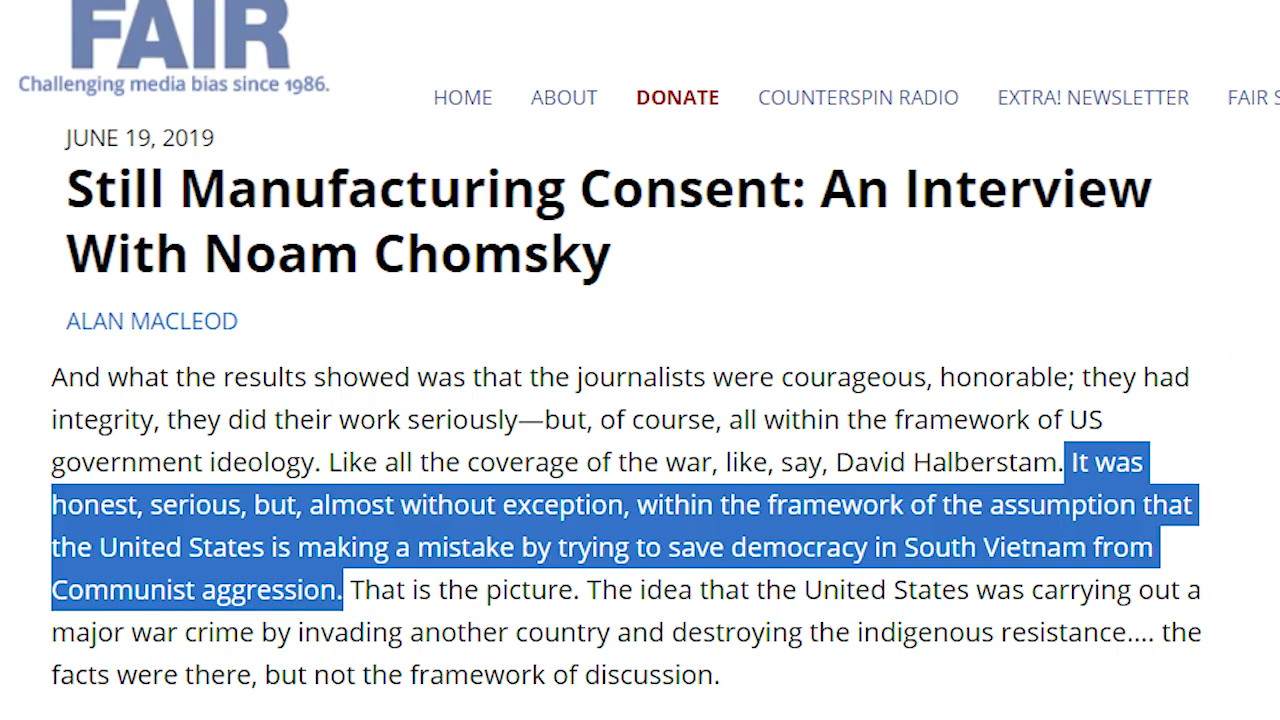 FAIR
Challenging media bias since 1986.
HOME ABOUT DONATE COUNTERSPIN RADIO EXTRA! NEWSLETTER FAIR S
JUNE 19, 2019
Still Manufacturing Consent: An Interview
With Noam Chomsky
ALAN MACLEOD
And what the results showed was that the journalists were courageous, honorable; they had
integrity, they did their work seriously—but, of course, all within the framework of US
government ideology. Like all the coverage of the war, like, say, David Halberstam. It was
honest, serious, but, almost without exception, within the framework of the assumption that
the United States is making a mistake by trying to save democracy in South Vietnam from
Communist aggression. That is the picture. The idea that the United States was carrying out a
major war crime by invading another country and destroying the indigenous resistance.... the
facts were there, but not the framework of discussion.